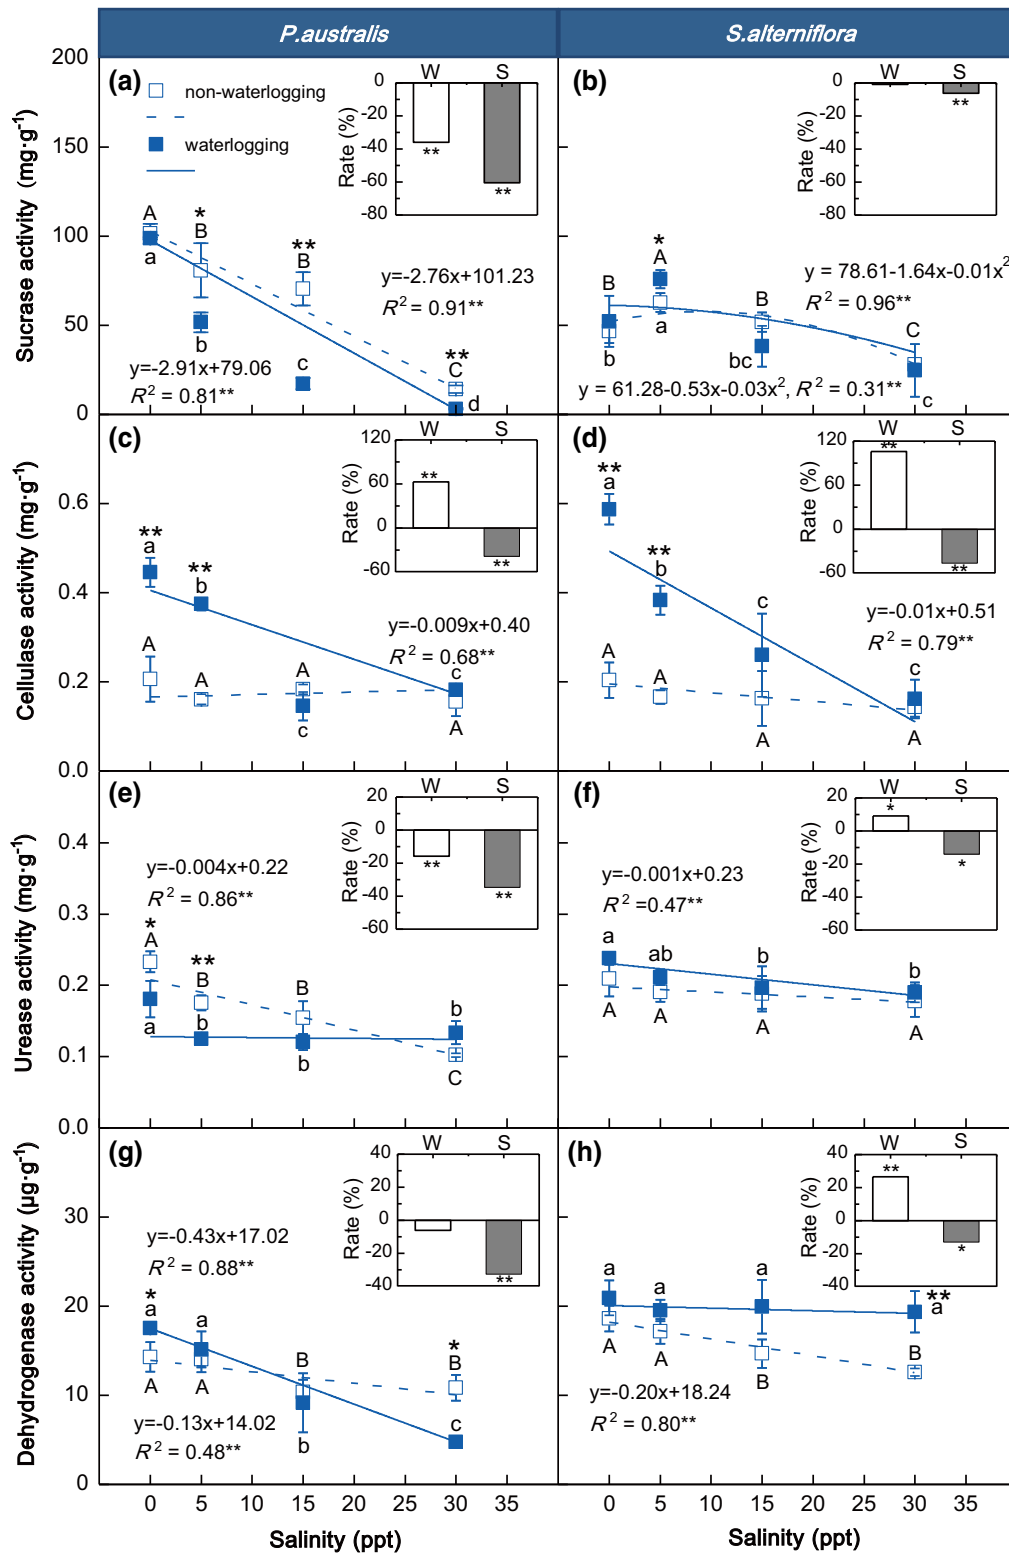 P.australis
S.alterniflora
(a)
non-waterlogging
waterlogging
W S
0
-20
-40
-60
-80
Rate (%)
** **
200
150
100
50
0
Sucrase activity (mg·g⁻¹)
A * B ** B ** C
a b c d
y=-2.76x+101.23
R² = 0.91**
y=-2.91x+79.06
R² = 0.81**
(b)
W S
0
-20
-40
-60
-80
Rate (%)
**
B * A B C
b a bc c
y = 78.61-1.64x-0.01x²
R² = 0.96**
y = 61.28-0.53x-0.03x², R² = 0.31**
(c)
W S
120
60
0
-60
Rate (%)
** **
0.6
0.4
0.2
0.0
Cellulase activity (mg·g⁻¹)
** a ** b c c
A A A A
y=-0.009x+0.40
R² = 0.68**
(d)
W S
120
60
0
-60
Rate (%)
** **
** a ** b c c
A A A A
y=-0.01x+0.51
R² = 0.79**
(e)
W S
20
0
-20
-40
-60
Rate (%)
** **
0.4
0.3
0.2
0.1
0.0
Urease activity (mg·g⁻¹)
y=-0.004x+0.22
R² = 0.86**
* A ** B B b
a b b C
(f)
W S
20
0
-20
-40
-60
Rate (%)
* *
y=-0.001x+0.23
R² =0.47**
a ab b b
A A A A
(g)
W S
40
20
0
-20
-40
Rate (%)
**
30
20
10
0
Dehydrogenase activity (μg·g⁻¹)
y=-0.43x+17.02
R² = 0.88**
* a a B * B
A A b c
y=-0.13x+14.02
R² = 0.48**
(h)
W S
40
20
0
-20
-40
Rate (%)
** *
a a a ** a
A A B B
y=-0.20x+18.24
R² = 0.80**
0 5 10 15 20 25 30 35
Salinity (ppt)
0 5 10 15 20 25 30 35
Salinity (ppt)